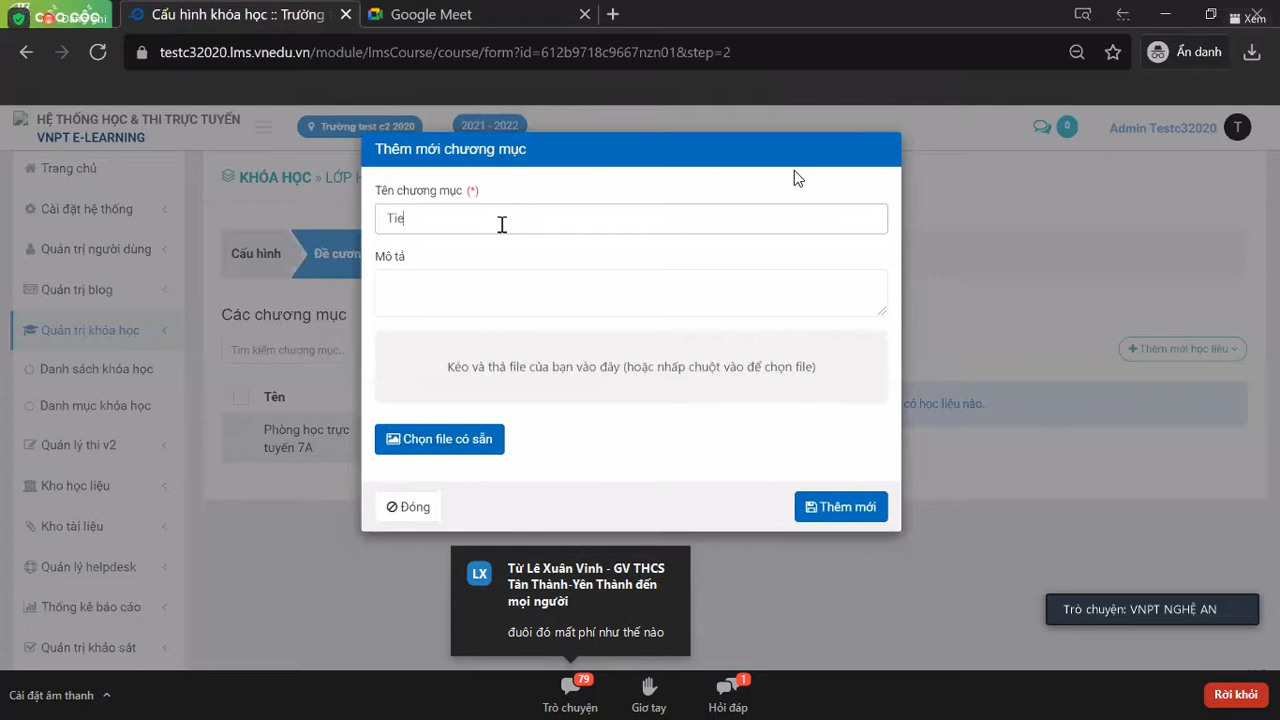 cốc cốc
Cấu hình khóa học :: Trường
Google Meet
Xem
testc32020.lms.vnedu.vn/module/lmsCourse/course/form?id=612b9718c9667nzn01&step=2
Ẩn danh
HỆ THỐNG HỌC & THI TRỰC TUYẾN
VNPT E-LEARNING
Trường test c2 2020
2021 - 2022
0
Admin Testc32020
T
Trang chủ
Cài đặt hệ thống
Quản trị người dùng
Quản trị blog
Quản trị khóa học
Danh sách khóa học
Danh mục khóa học
Quản lý thi v2
Kho học liệu
Kho tài liệu
Quản lý helpdesk
Thống kê báo cáo
Quản trị khảo sát
KHÓA HỌC » LỚP H
Cấu hình
Đề cươn
Các chương mục
Tìm kiếm chương mục..
Tên
Phòng học trực
tuyến 7A
Thêm mới học liệu
có học liệu nào.
Thêm mới chương mục
Tên chương mục (*)
Tie
Mô tả
Kéo và thả file của bạn vào đây (hoặc nhấp chuột vào để chọn file)
Chọn file có sẵn
Đóng
Thêm mới
LX
Từ Lê Xuân Vinh - GV THCS
Tân Thành-Yên Thành đến
mọi người
đuôi đó mất phí như thế nào
Trò chuyện: VNPT NGHỆ AN
Cài đặt âm thanh
79
Trò chuyện
Giơ tay
1
Hỏi đáp
Rời khỏi